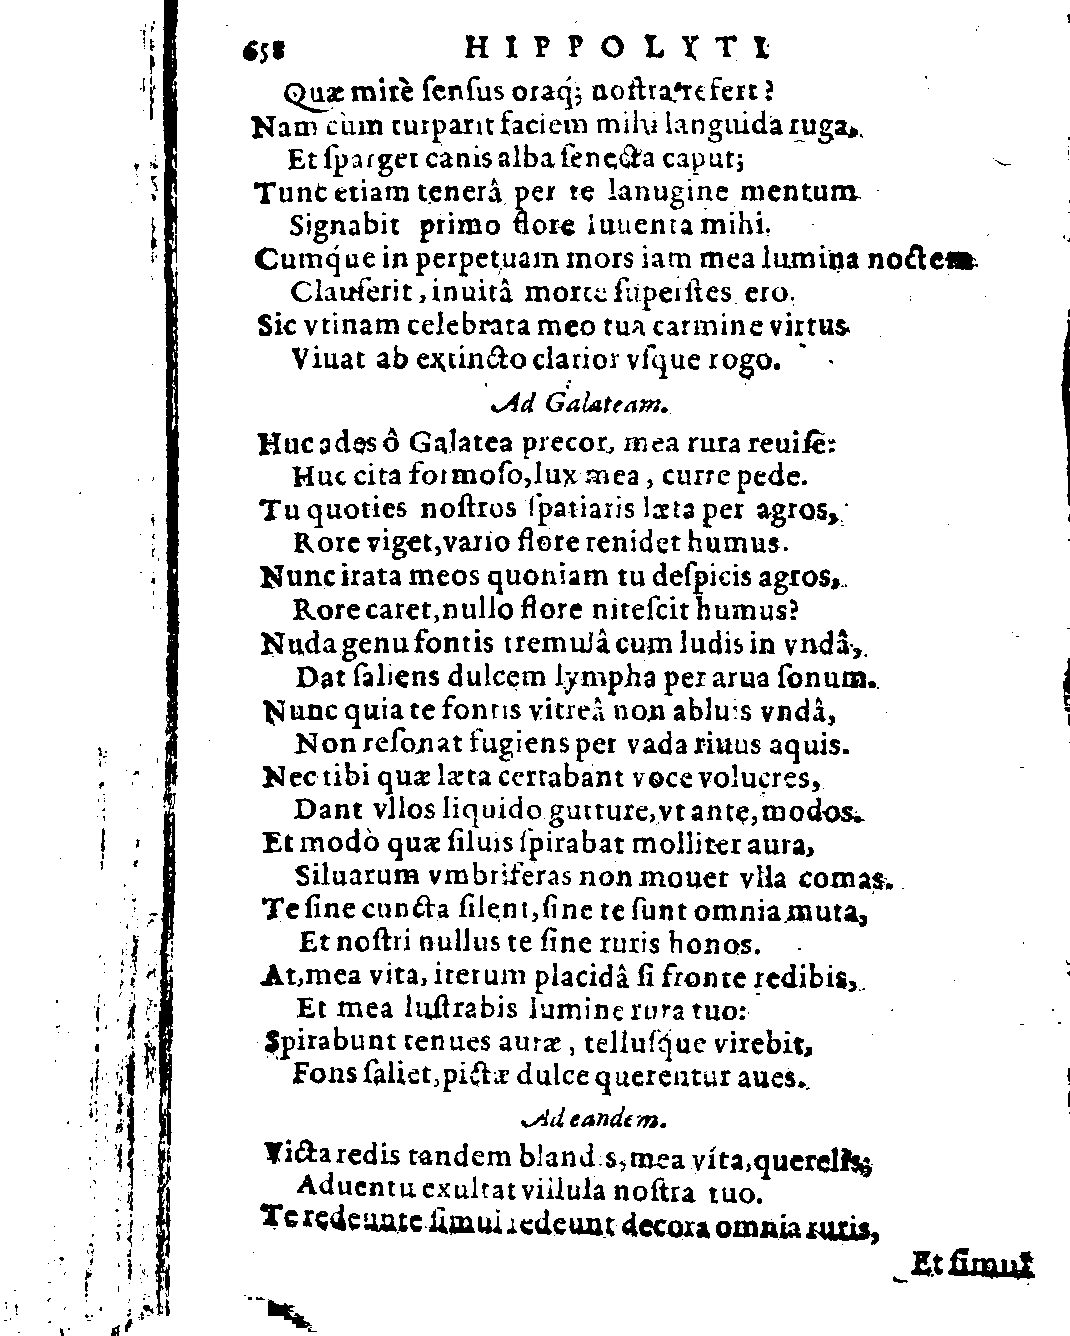 658 HIPPOLYTI
Quæ mirè ſenſus oraq́; noſtra refert?
Nam cùm turparit faciem mihi languida ruga,
Et ſparget canis alba ſenecta caput;
Tunc etiam tenerâ per te lanugine mentum
Signabit primo flore iuuenta mihi.
Cumq́ue in perpetuam mors iam mea lumina noctem
Clauſerit, inuitâ morte ſuperſtes ero.
Sic vtinam celebrata meo tua carmine virtus
Viuat ab extincto clarior vſque rogo.
Ad Galateam.
Huc ades ô Galatea precor, mea rura reuiſe:
Huc cita formoſo, lux mea, curre pede.
Tu quoties noſtros ſpatiaris læta per agros,
Rore viget, vario flore renidet humus.
Nunc irata meos quoniam tu deſpicis agros,
Rore caret, nullo flore niteſcit humus?
Nuda genu fontis tremulâ cum ludis in vndâ,
Dat ſaliens dulcem lympha per arua ſonum.
Nunc quia te fontis vitreâ non abluis vndâ,
Non reſonat fugiens per vada riuus aquis.
Nec tibi quæ læta certabant voce volucres,
Dant vllos liquido gutture, vt ante, modos.
Et modò quæ ſiluis ſpirabat molliter aura,
Siluarum vmbriferas non mouet vlla comas.
Te ſine cuncta ſilent, ſine te ſunt omnia muta,
Et noſtri nullus te ſine ruris honos.
At, mea vita, iterum placidâ ſi fronte redibis,
Et mea luſtrabis lumine rura tuo:
Spirabunt tenues auræ, telluſq́ue virebit,
Fons ſaliet, pictæ dulce querentur aues.
Ad eandem.
Victa redis tandem blandis, mea vita, querelis;
Aduentu exultat villula noſtra tuo.
Te redeunte ſimul redeunt decora omnia ruris,
Et ſimul